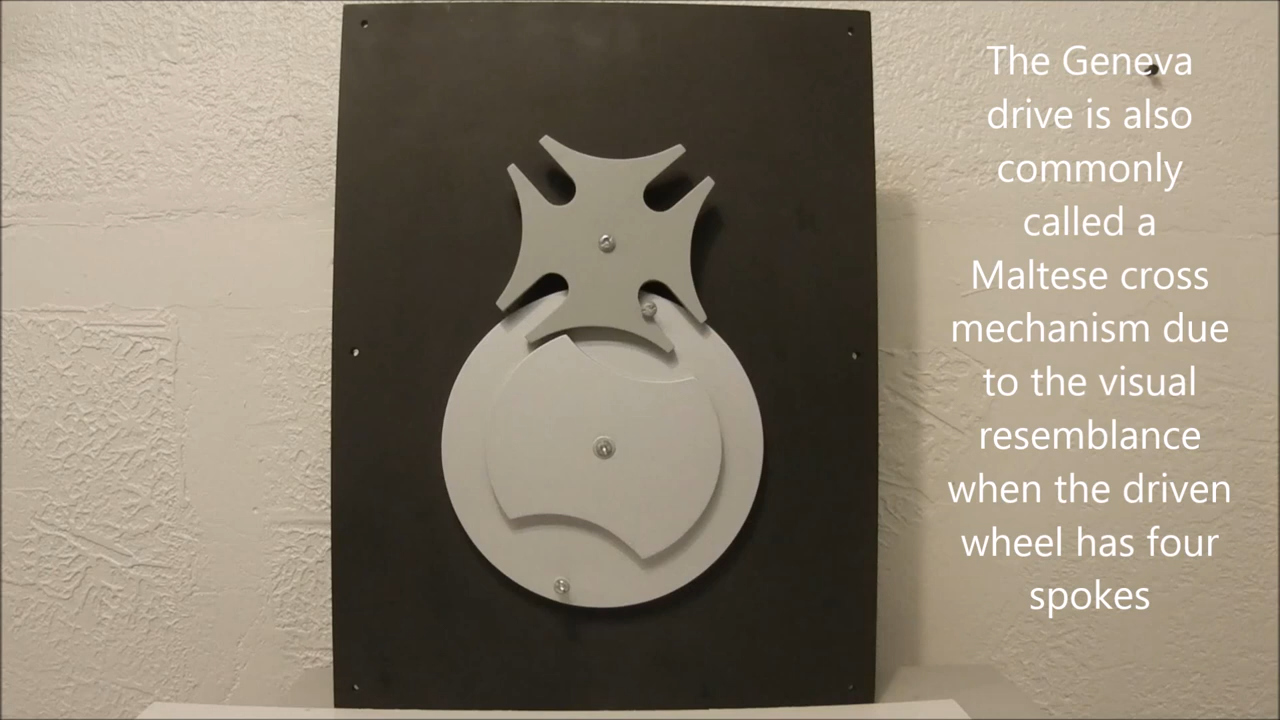 The Geneva
drive is also
commonly
called a
Maltese cross
mechanism due
to the visual
resemblance
when the driven
wheel has four
spokes